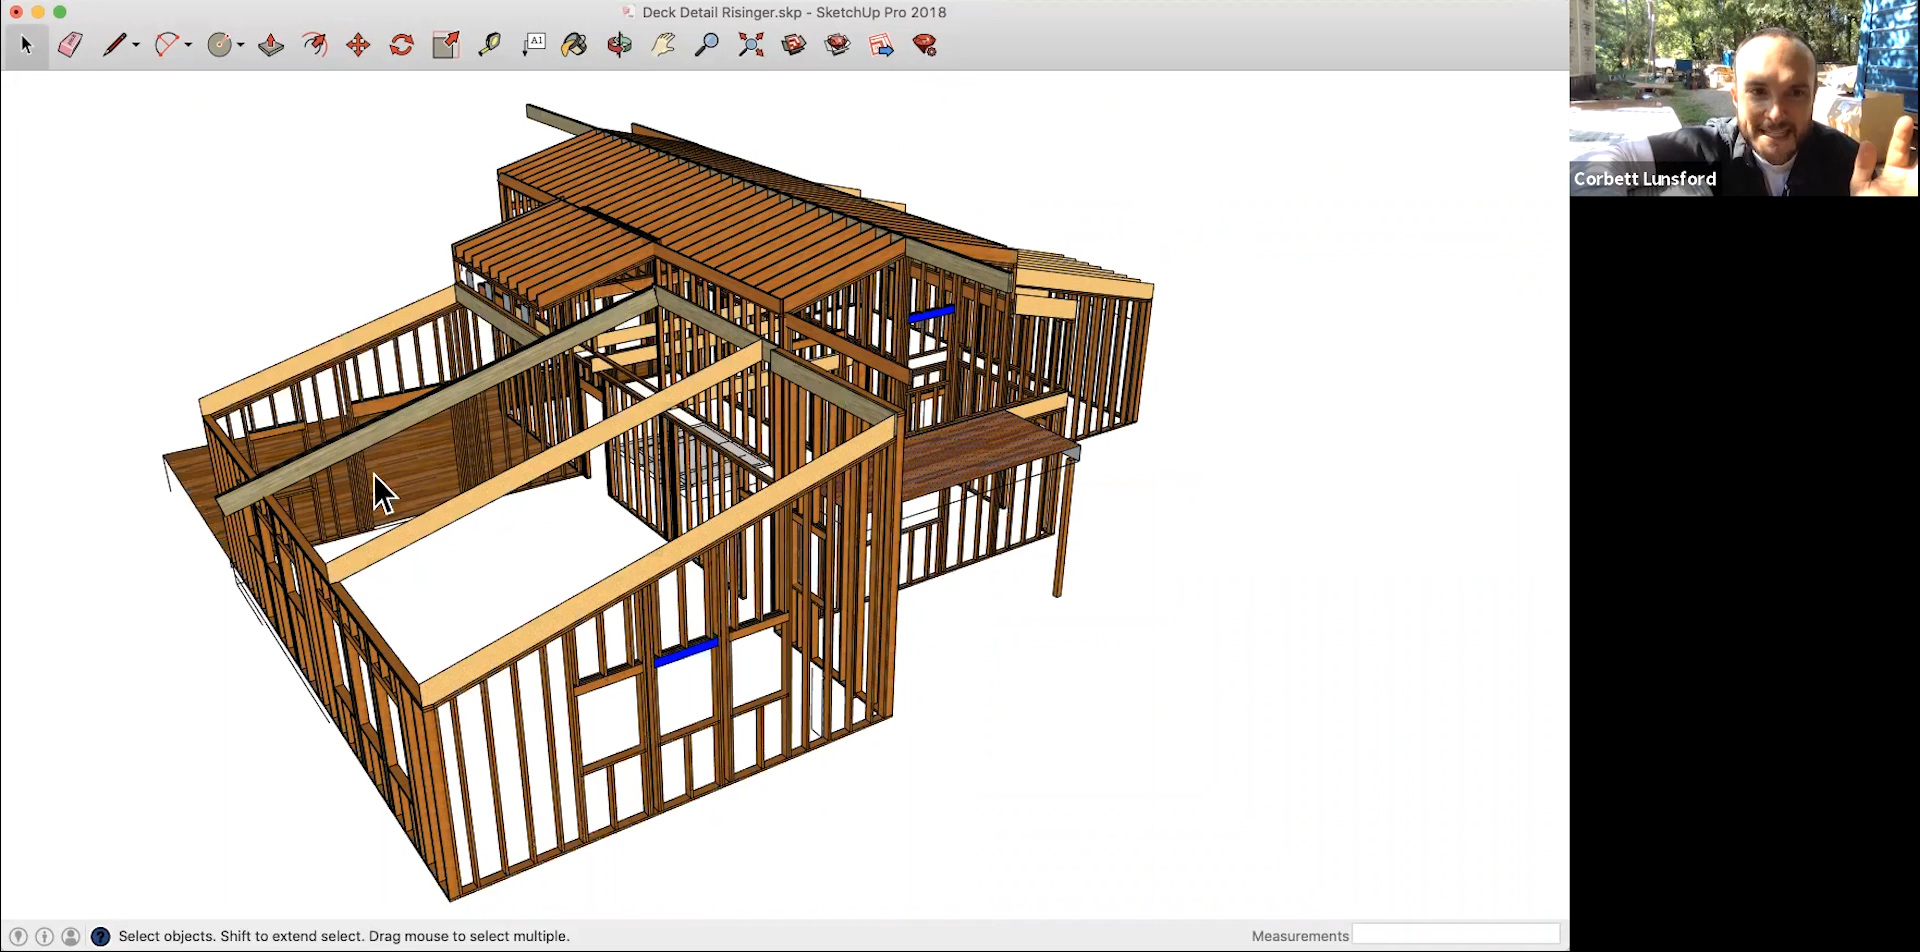 Deck Detail Risinger.skp - SketchUp Pro 2018
A1
Corbett Lunsford
Select objects. Shift to extend select. Drag mouse to select multiple.
Measurements